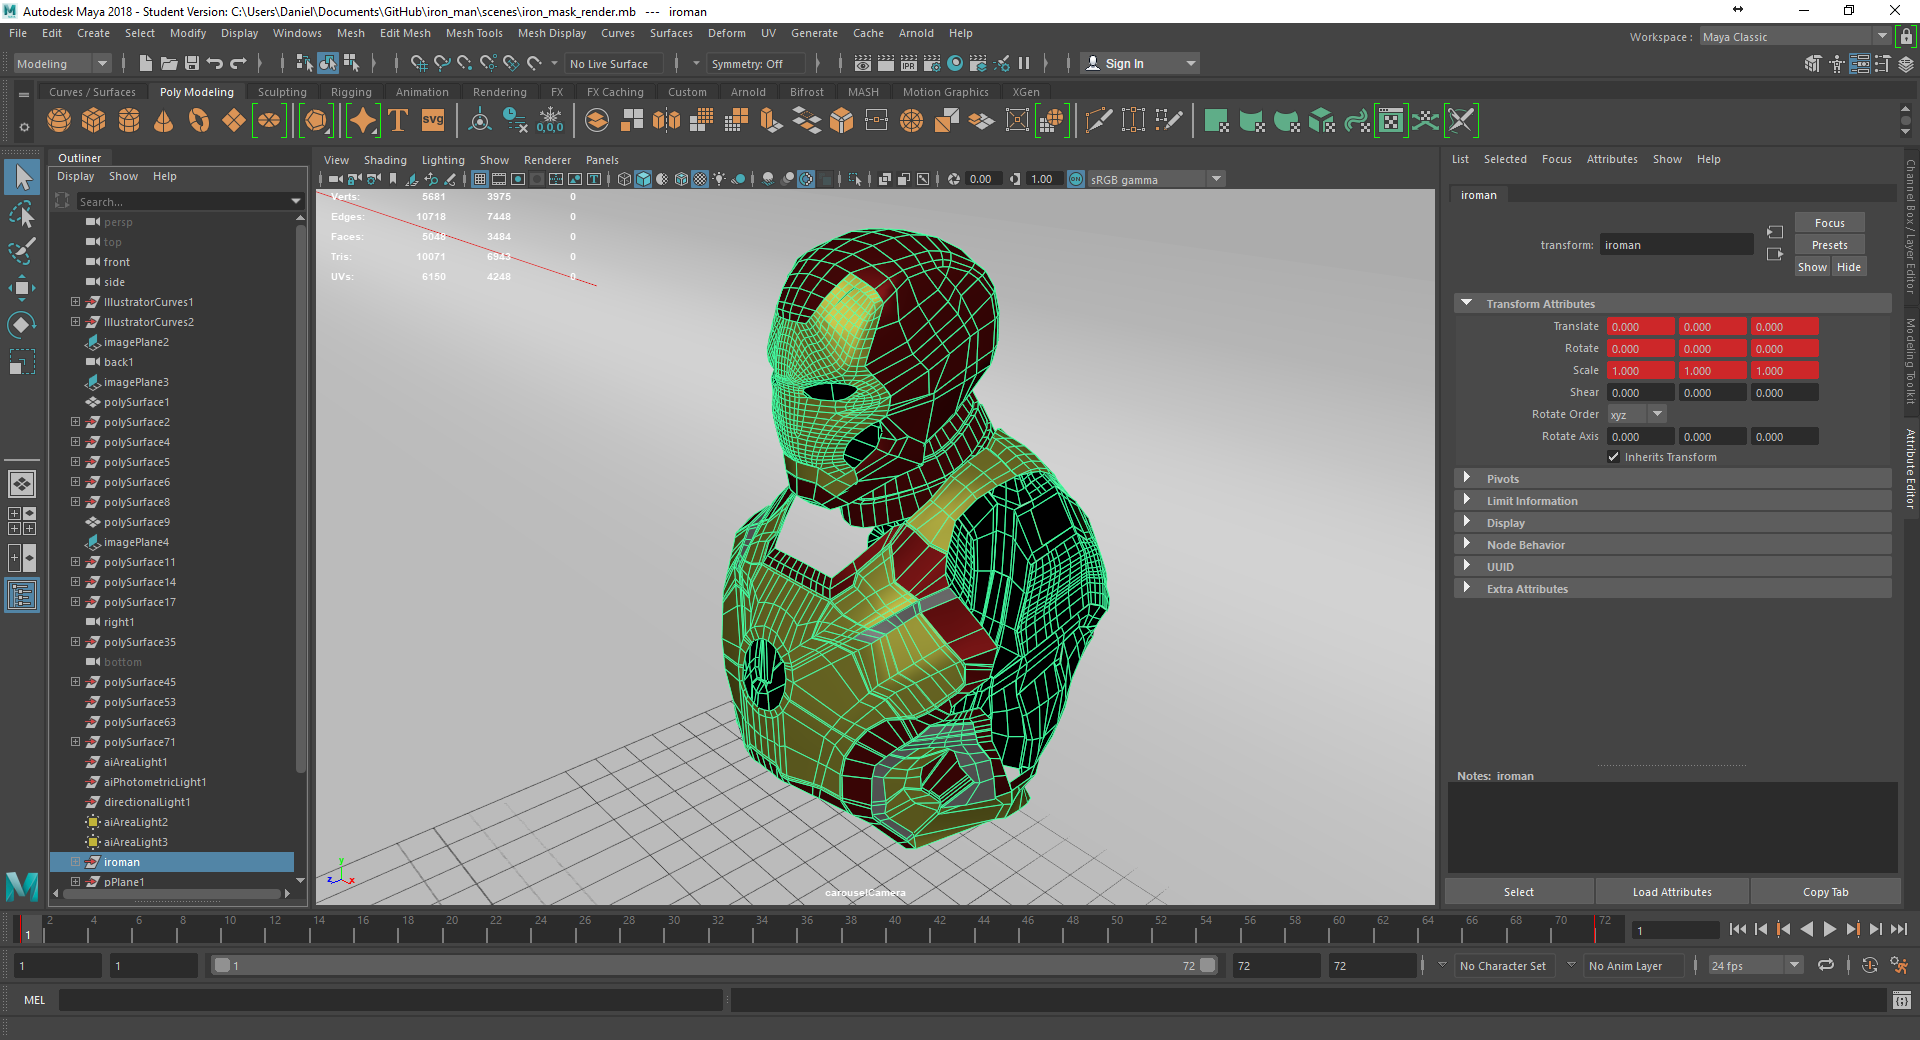 Autodesk Maya 2018 - Student Version: C:\Users\Daniel\Documents\GitHub\iron_man\scenes\iron_mask_render.mb   ---   iroman
File Edit Create Select Modify Display Windows Mesh Edit Mesh Mesh Tools Mesh Display Curves Surfaces Deform UV Generate Cache Arnold Help
Workspace : Maya Classic
Modeling No Live Surface Symmetry: Off IPR Sign In
Curves / Surfaces Poly Modeling Sculpting Rigging Animation Rendering FX FX Caching Custom Arnold Bifrost MASH Motion Graphics XGen
T SVG 0,0,0
Outliner
Display Show Help
Search...
persp
top
front
side
IllustratorCurves1
IllustratorCurves2
imagePlane2
back1
imagePlane3
polySurface1
polySurface2
polySurface4
polySurface5
polySurface6
polySurface8
polySurface9
imagePlane4
polySurface11
polySurface14
polySurface17
right1
polySurface35
bottom
polySurface45
polySurface53
polySurface63
polySurface71
aiAreaLight1
aiPhotometricLight1
directionalLight1
aiAreaLight2
aiAreaLight3
iroman
pPlane1
View Shading Lighting Show Renderer Panels
0.00 1.00 ON sRGB gamma
Verts: 5681 3975 0
Edges: 10718 7448 0
Faces: 5048 3484 0
Tris: 10071 6943 0
UVs: 6150 4248 0
y
z x
carouselCamera
List Selected Focus Attributes Show Help
iroman
transform: iroman
Focus
Presets
Show Hide
Transform Attributes
Translate 0.000 0.000 0.000
Rotate 0.000 0.000 0.000
Scale 1.000 1.000 1.000
Shear 0.000 0.000 0.000
Rotate Order xyz
Rotate Axis 0.000 0.000 0.000
Inherits Transform
Pivots
Limit Information
Display
Node Behavior
UUID
Extra Attributes
Notes: iroman
Select Load Attributes Copy Tab
Channel Box / Layer Editor
Modeling Toolkit
Attribute Editor
1 2 4 6 8 10 12 14 16 18 20 22 24 26 28 30 32 34 36 38 40 42 44 46 48 50 52 54 56 58 60 62 64 66 68 70 72
1
1 1 1 72 72 72 No Character Set No Anim Layer 24 fps
MEL